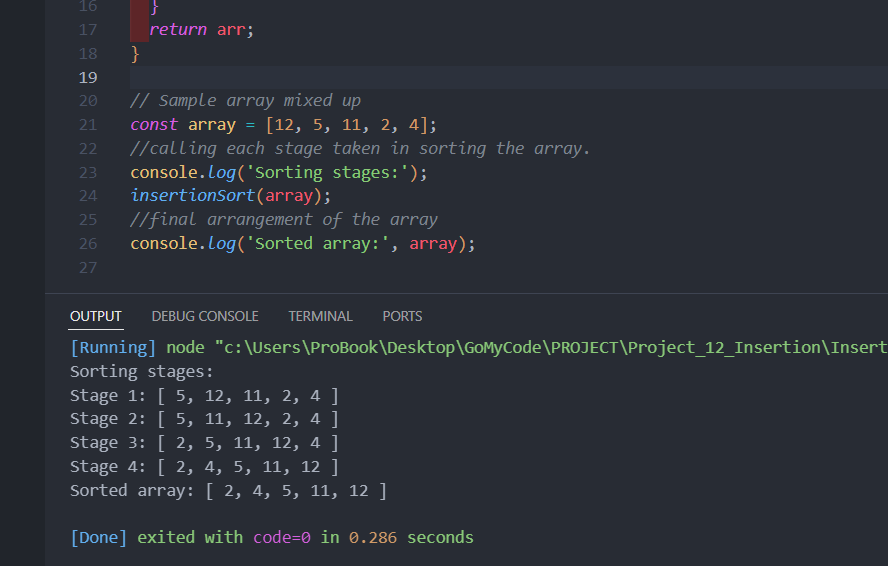 16 }
17 return arr;
18 }
19
20 // Sample array mixed up
21 const array = [12, 5, 11, 2, 4];
22 //calling each stage taken in sorting the array.
23 console.log('Sorting stages:');
24 insertionSort(array);
25 //final arrangement of the array
26 console.log('Sorted array:', array);
27
OUTPUT DEBUG CONSOLE TERMINAL PORTS
[Running] node "c:\Users\ProBook\Desktop\GoMyCode\PROJECT\Project_12_Insertion\Insert
Sorting stages:
Stage 1: [ 5, 12, 11, 2, 4 ]
Stage 2: [ 5, 11, 12, 2, 4 ]
Stage 3: [ 2, 5, 11, 12, 4 ]
Stage 4: [ 2, 4, 5, 11, 12 ]
Sorted array: [ 2, 4, 5, 11, 12 ]
[Done] exited with code=0 in 0.286 seconds